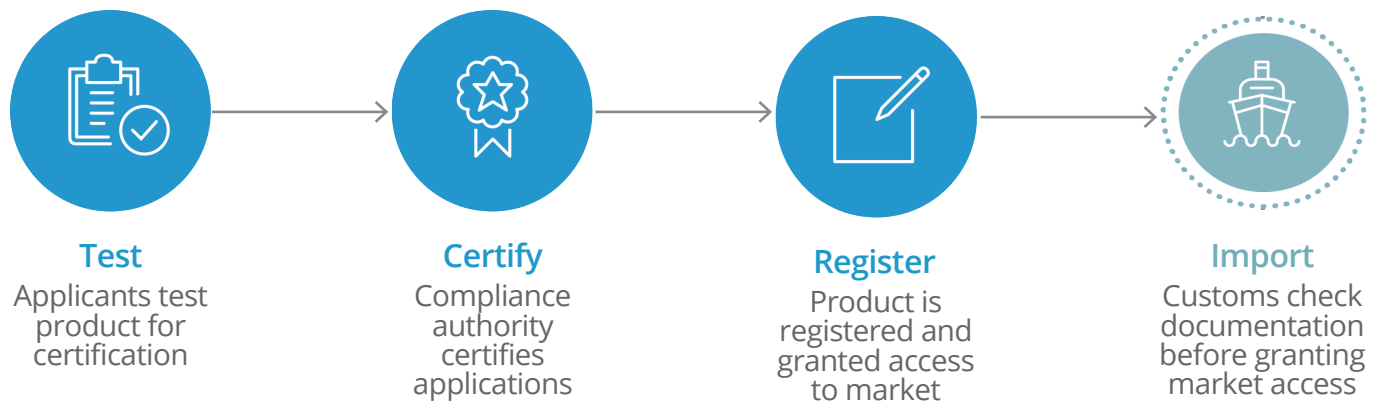 Test
Applicants test
product for
certification
Certify
Compliance
authority
certifies
applications
Register
Product is
registered and
granted access
to market
Import
Customs check
documentation
before granting
market access